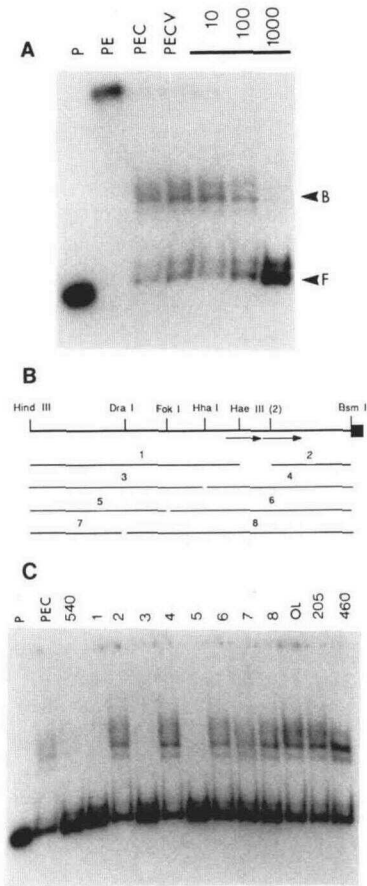 A
P PE PEC PECV 10 100 1000
B
F
B
Hind III Dra I Fok I Hha I Hae III (2) Bsm I
1 2
3 4
5 6
7 8
C
P PEC 540 1 2 3 4 5 6 7 8 OL 205 460